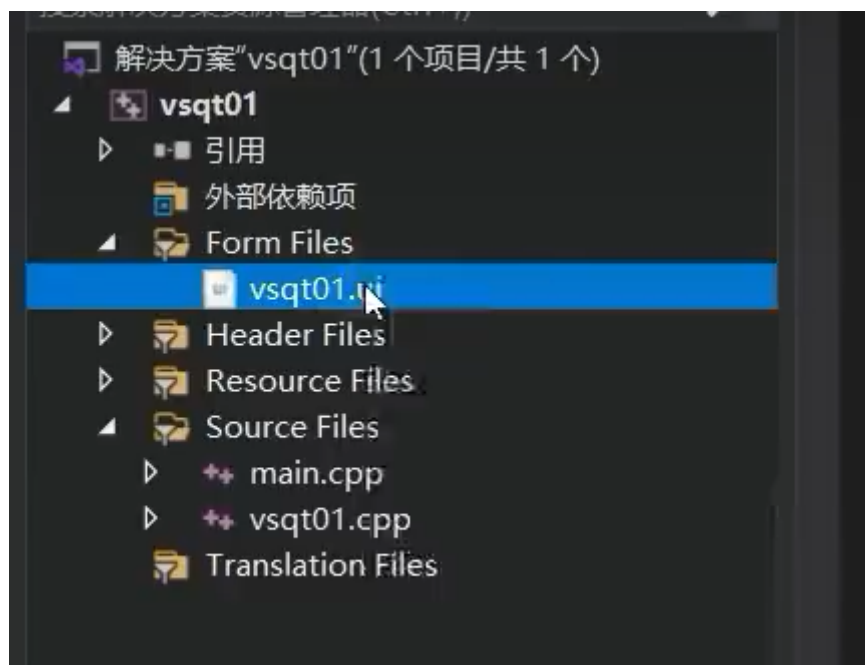 解决方案"vsqt01"(1 个项目/共 1 个)
vsqt01
引用
外部依赖项
Form Files
vsqt01.ui
Header Files
Resource Files
Source Files
main.cpp
vsqt01.cpp
Translation Files